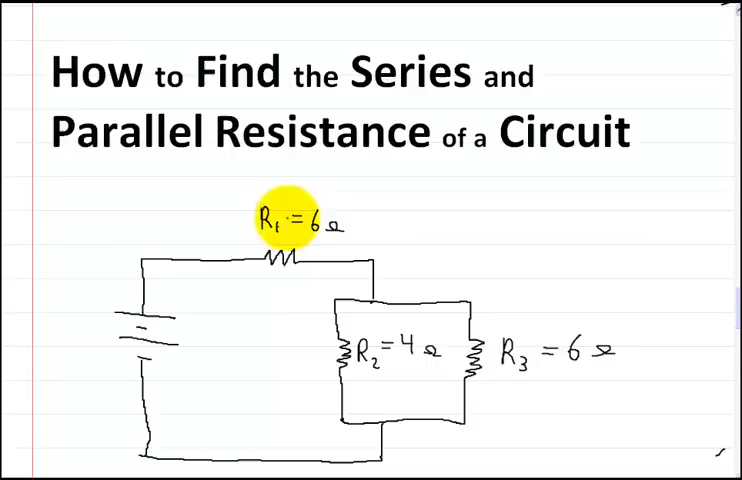 How to Find the Series and
Parallel Resistance of a Circuit
R₁ = 6 Ω
R₂ = 4 Ω
R₃ = 6 Ω